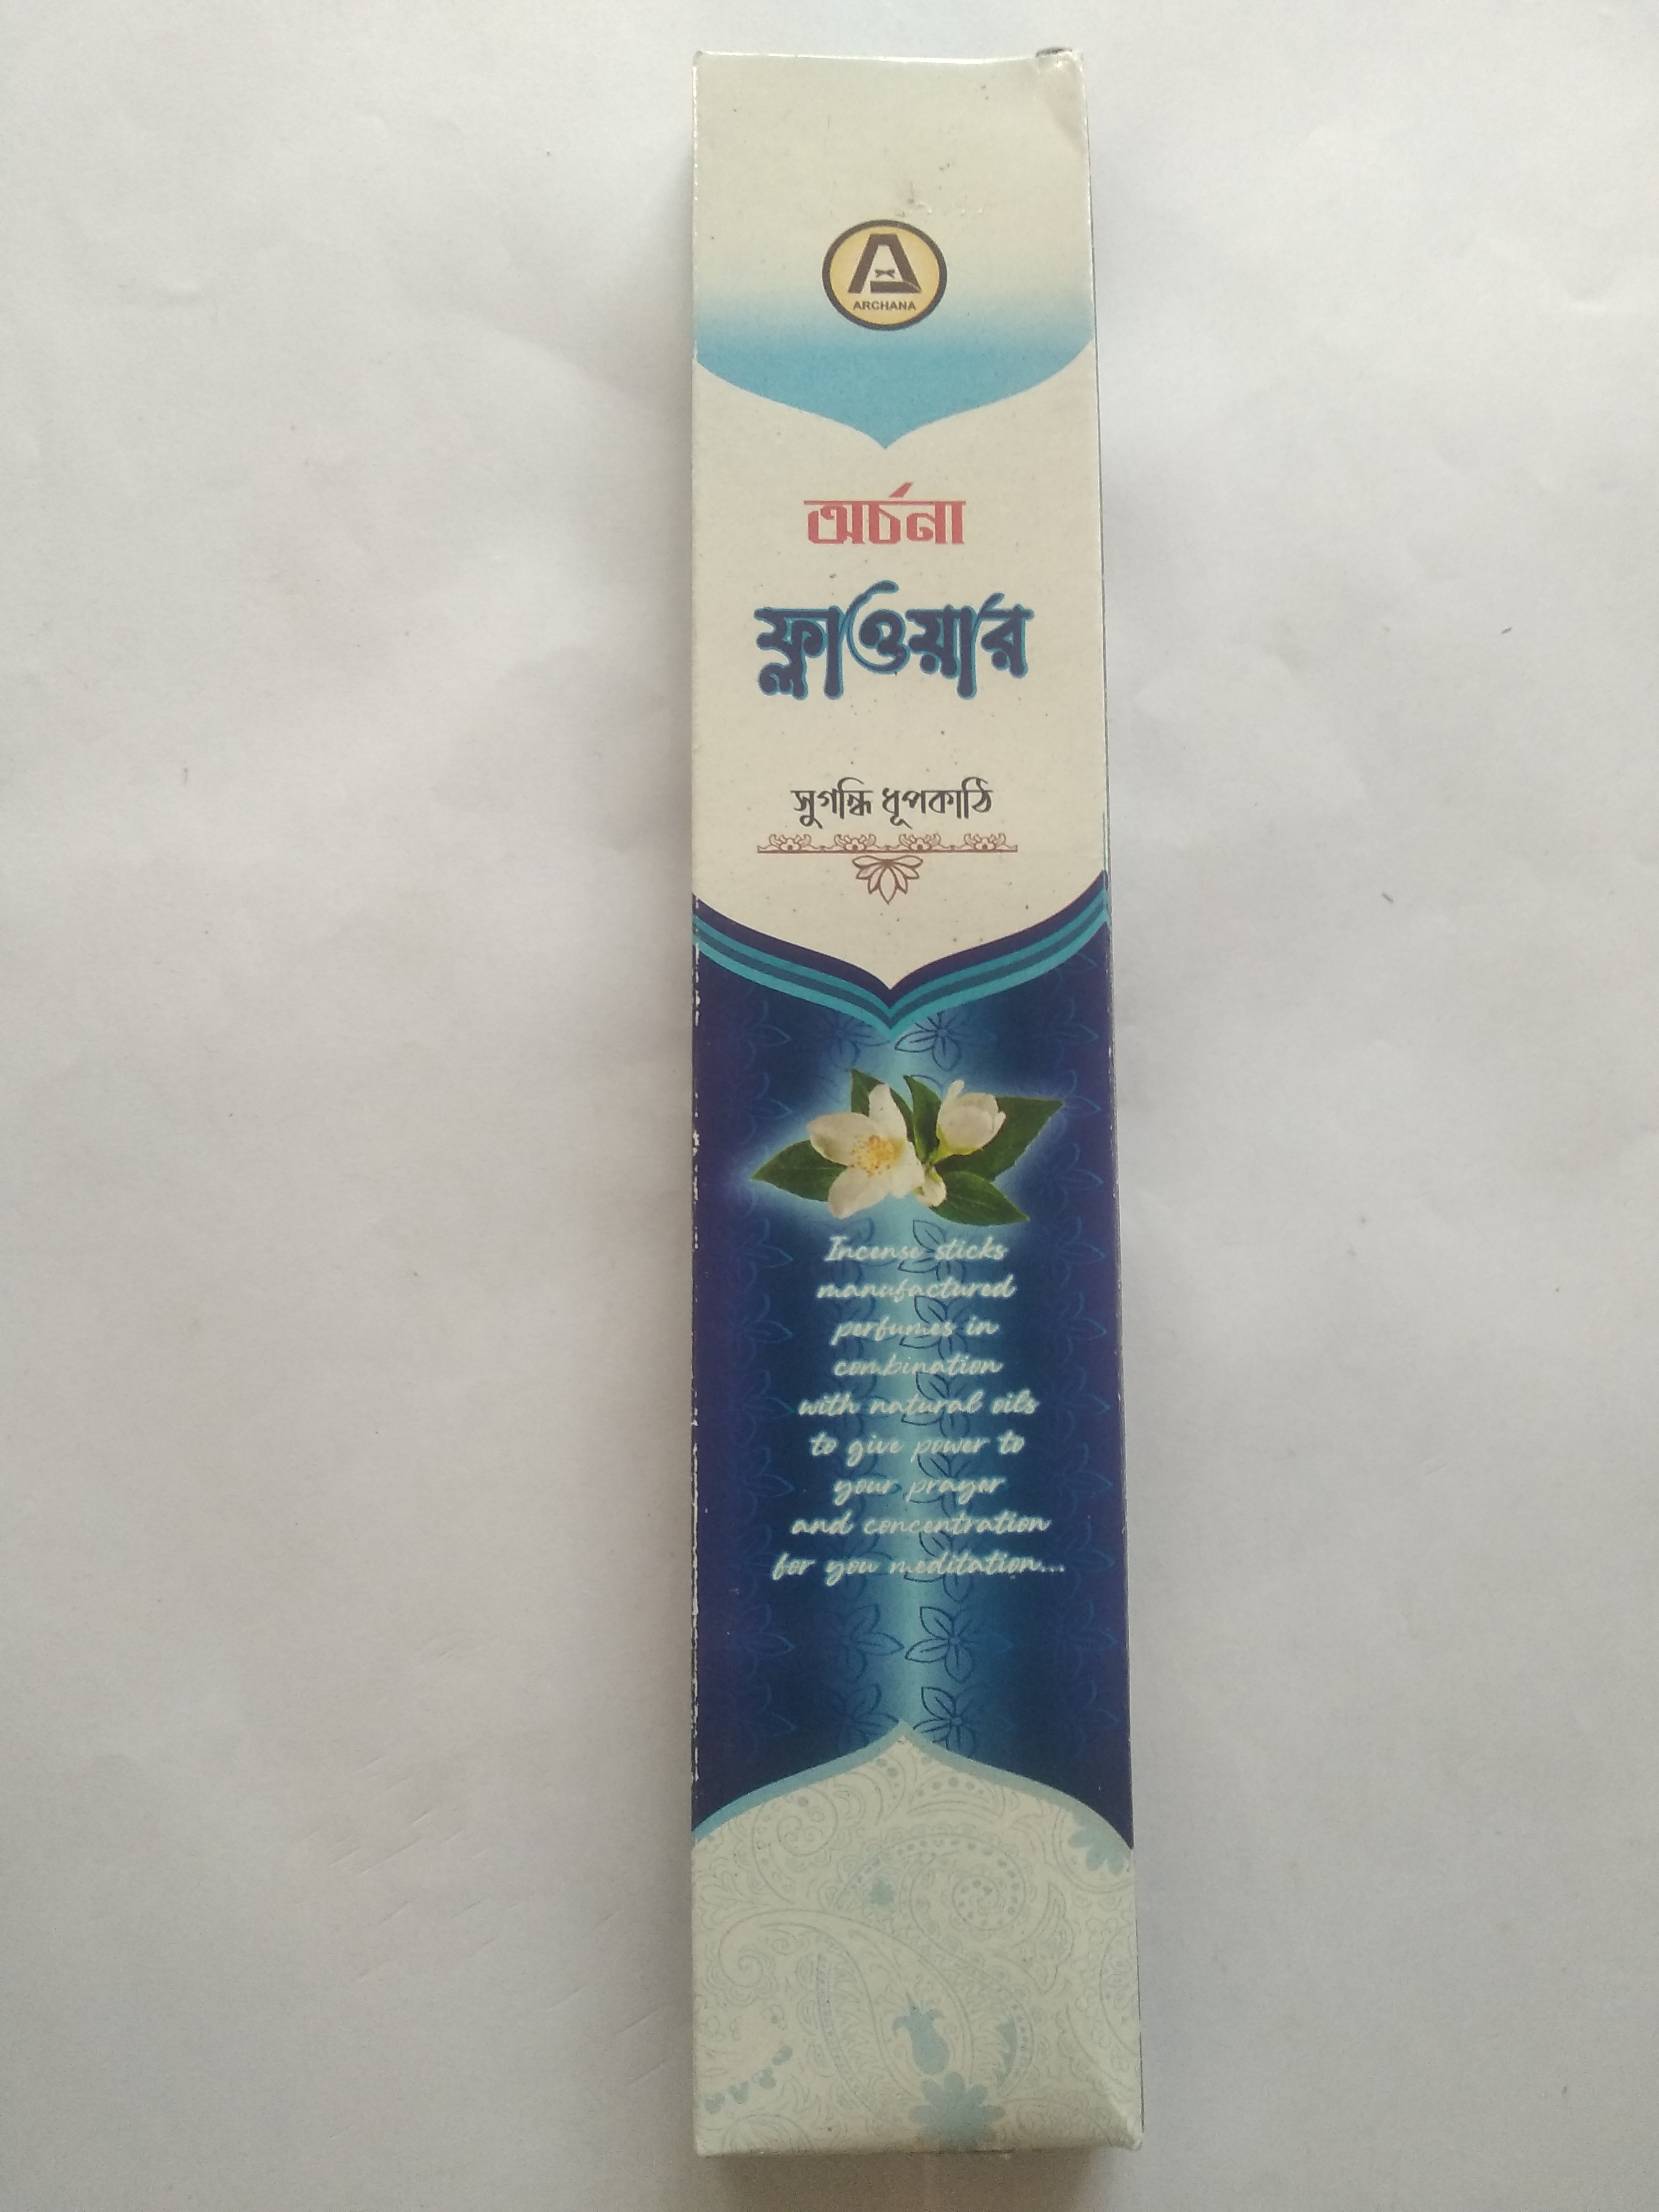 ARCHANA
অর্চনা
ফ্লাওয়ার
সুগন্ধি ধূপকাঠি
Incense sticks
manufactured
perfumes in
combination
with natural oils
to give power to
your prayer
and concentration
for you meditation...